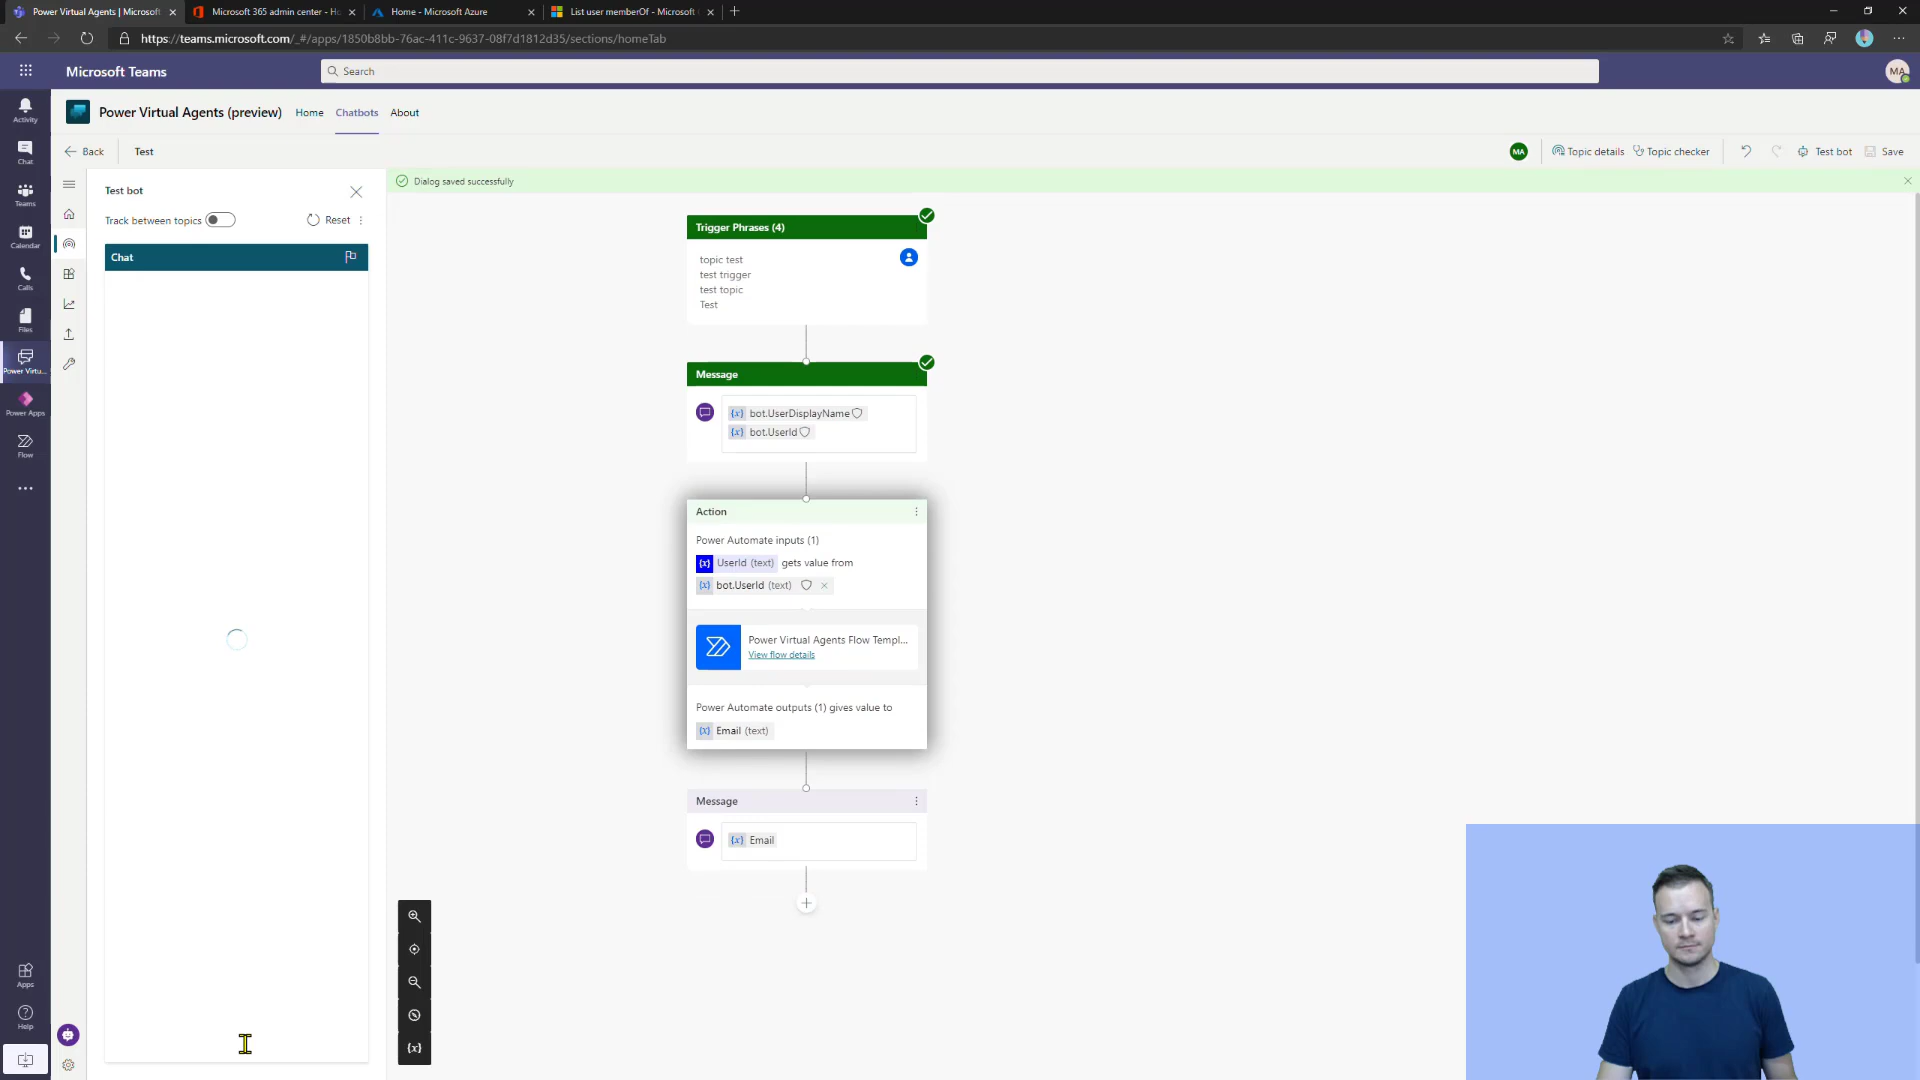 Power Virtual Agents | Microsoft
Microsoft 365 admin center - Ho
Home - Microsoft Azure
List user memberOf - Microsoft
https://teams.microsoft.com/_#/apps/1850b8bb-76ac-411c-9637-08f7d1812d35/sections/homeTab
Microsoft Teams
Search
MA
Power Virtual Agents (preview)
Home
Chatbots
About
Back
Test
MA
Topic details
Topic checker
Test bot
Save
Activity
Chat
Teams
Calendar
Calls
Files
Power Virtu...
Power Apps
Flow
Apps
Help
Test bot
Track between topics
Reset
Chat
Dialog saved successfully
Trigger Phrases (4)
topic test
test trigger
test topic
Test
Message
{x} bot.UserDisplayName
{x} bot.UserId
Action
Power Automate inputs (1)
{x} UserId (text) gets value from
{x} bot.UserId (text)
Power Virtual Agents Flow Templ...
View flow details
Power Automate outputs (1) gives value to
{x} Email (text)
Message
{x} Email
{x}